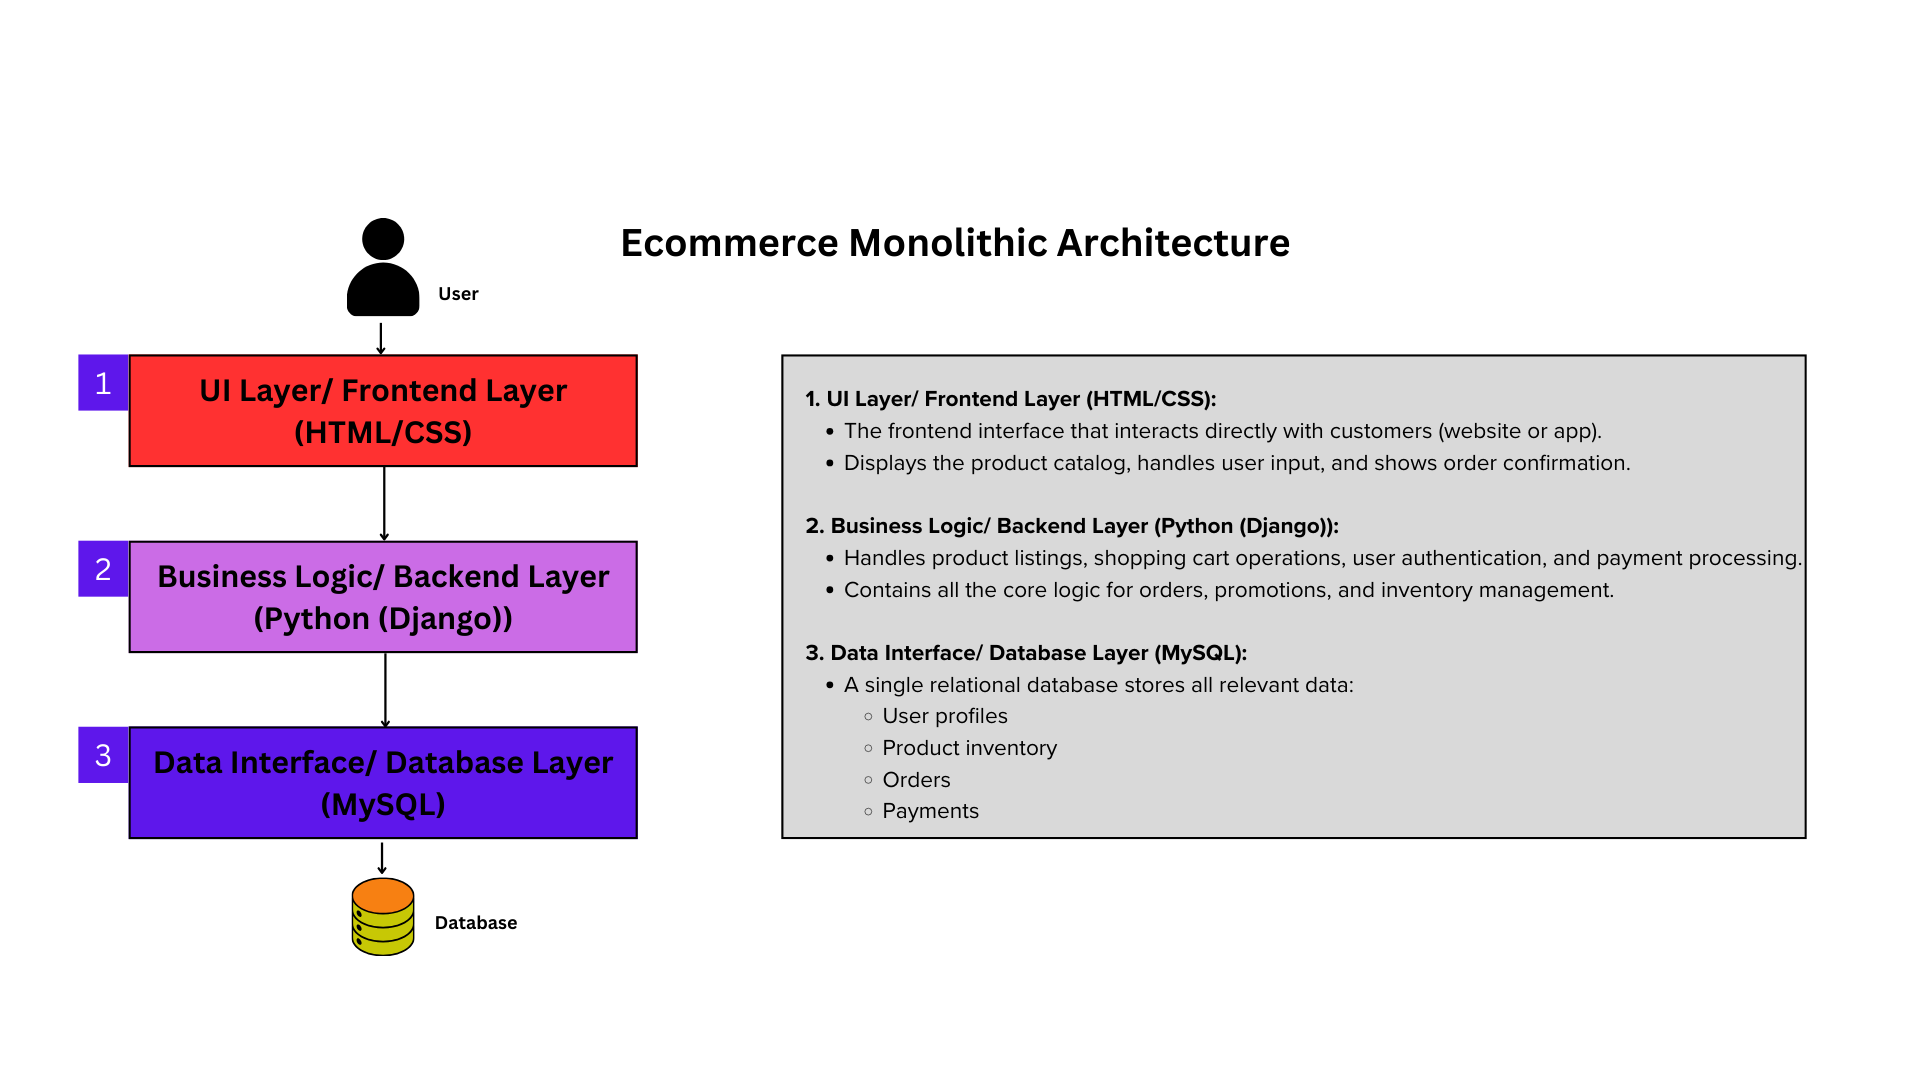 Ecommerce Monolithic Architecture
User
1
UI Layer/ Frontend Layer
(HTML/CSS)
2
Business Logic/ Backend Layer
(Python (Django))
3
Data Interface/ Database Layer
(MySQL)
Database
1. UI Layer/ Frontend Layer (HTML/CSS):
• The frontend interface that interacts directly with customers (website or app).
• Displays the product catalog, handles user input, and shows order confirmation.
2. Business Logic/ Backend Layer (Python (Django)):
• Handles product listings, shopping cart operations, user authentication, and payment processing.
• Contains all the core logic for orders, promotions, and inventory management.
3. Data Interface/ Database Layer (MySQL):
• A single relational database stores all relevant data:
◦ User profiles
◦ Product inventory
◦ Orders
◦ Payments